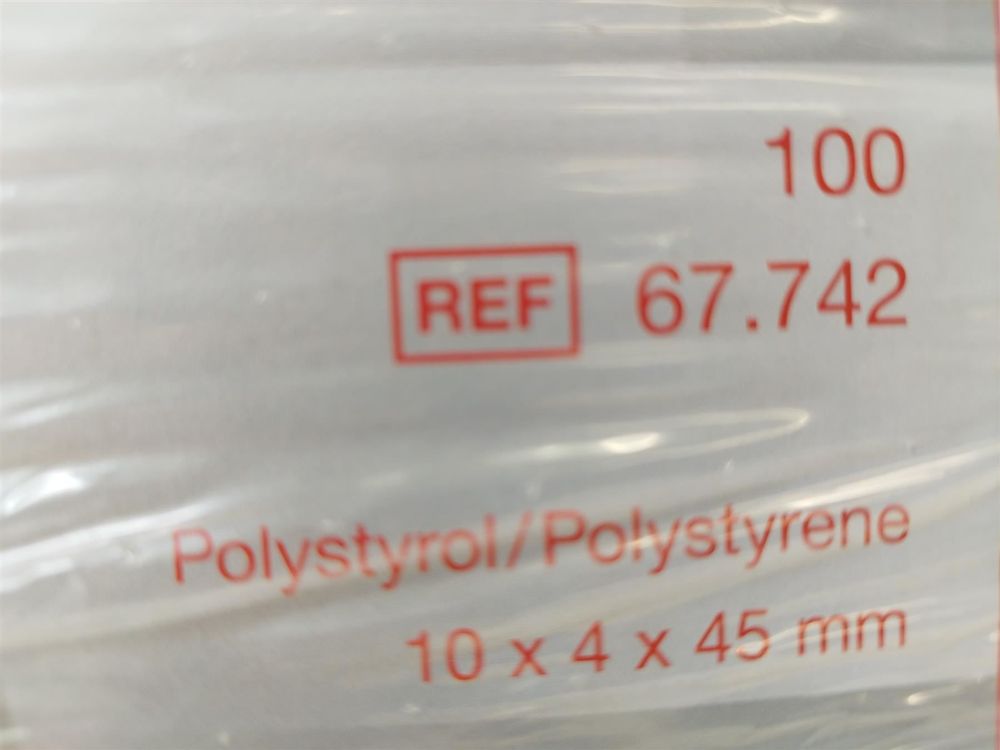 100
REF 67.742
Polystyrol/Polystyrene
10 x 4 x 45 mm